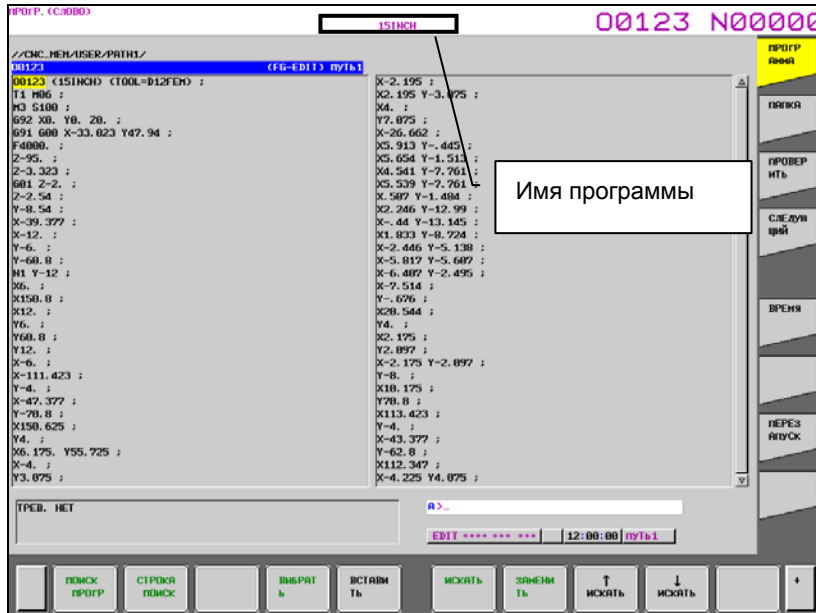 ПРОГР. (СЛОВО)
15INCH
O0123 N00000
//CNC_MEM/USER/PATH1/
O0123 (FG-EDIT) ПУТЬ1
O0123 (15INCH) (TOOL=D12FEM) ;
T1 M06 ;
M3 S100 ;
G92 X0. Y0. Z0. ;
G91 G00 X-33.023 Y47.94 ;
F4000. ;
Z-95. ;
Z-3.323 ;
G01 Z-2. ;
Z-2.54 ;
Y-8.54 ;
X-39.377 ;
X-12. ;
Y-6. ;
Y-60.8 ;
N1 Y-12 ;
X6. ;
X150.8 ;
X12. ;
Y6. ;
Y60.8 ;
Y12. ;
X-6. ;
X-111.423 ;
Y-4. ;
X-47.377 ;
Y-70.8 ;
X150.625 ;
Y4. ;
X6.175. Y55.725 ;
X-4. ;
Y3.075 ;
X-2.195 ;
X2.195 Y-3.075 ;
X4. ;
Y7.075 ;
X-26.662 ;
X5.913 Y-.445 ;
X5.654 Y-1.513 ;
X4.541 Y-7.761 ;
X5.539 Y-7.761 ;
X.507 Y-1.484 ;
X2.246 Y-12.99 ;
X-.44 Y-13.145 ;
X1.833 Y-8.724 ;
X-2.446 Y-5.138 ;
X-5.817 Y-5.607 ;
X-6.407 Y-2.495 ;
X-7.514 ;
Y-.676 ;
X20.544 ;
Y4. ;
X2.175 ;
Y2.097 ;
X-2.175 Y-2.097 ;
Y-8. ;
X10.175 ;
Y70.8 ;
X113.423 ;
Y-4. ;
X-43.377 ;
Y-62.8 ;
X112.347 ;
X-4.225 Y4.075 ;
Имя программы
ПРОГР
АММА
ПАПКА
ПРОВЕР
ИТЬ
СЛЕДУЮ
ЩИЙ
ВРЕМЯ
ПЕРЕЗ
АПУСК
ТРЕВ. НЕТ
A>_
EDIT **** *** *** 12:00:00 ПУТЬ1
ПОИСК
ПРОГР
СТРОКА
ПОИСК
ВЫБРАТ
Ь
ВСТАВИ
ТЬ
ИСКАТЬ
ЗАМЕНИ
ТЬ
↑
ИСКАТЬ
↓
ИСКАТЬ
+